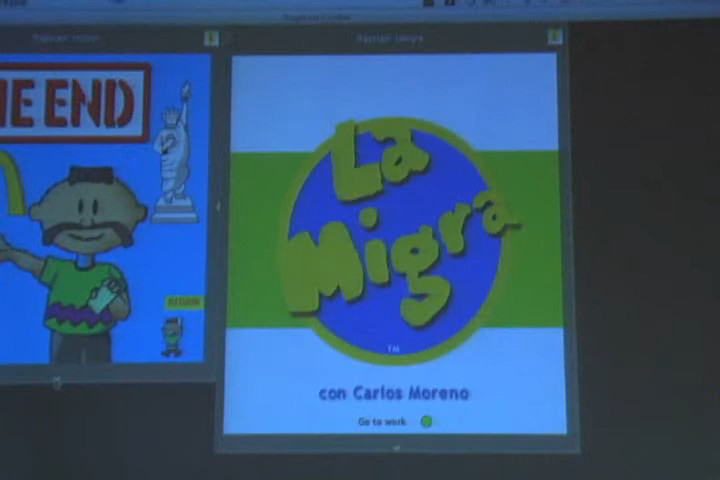 HE END
La
Migra
TM
con Carlos Moreno
Go to work